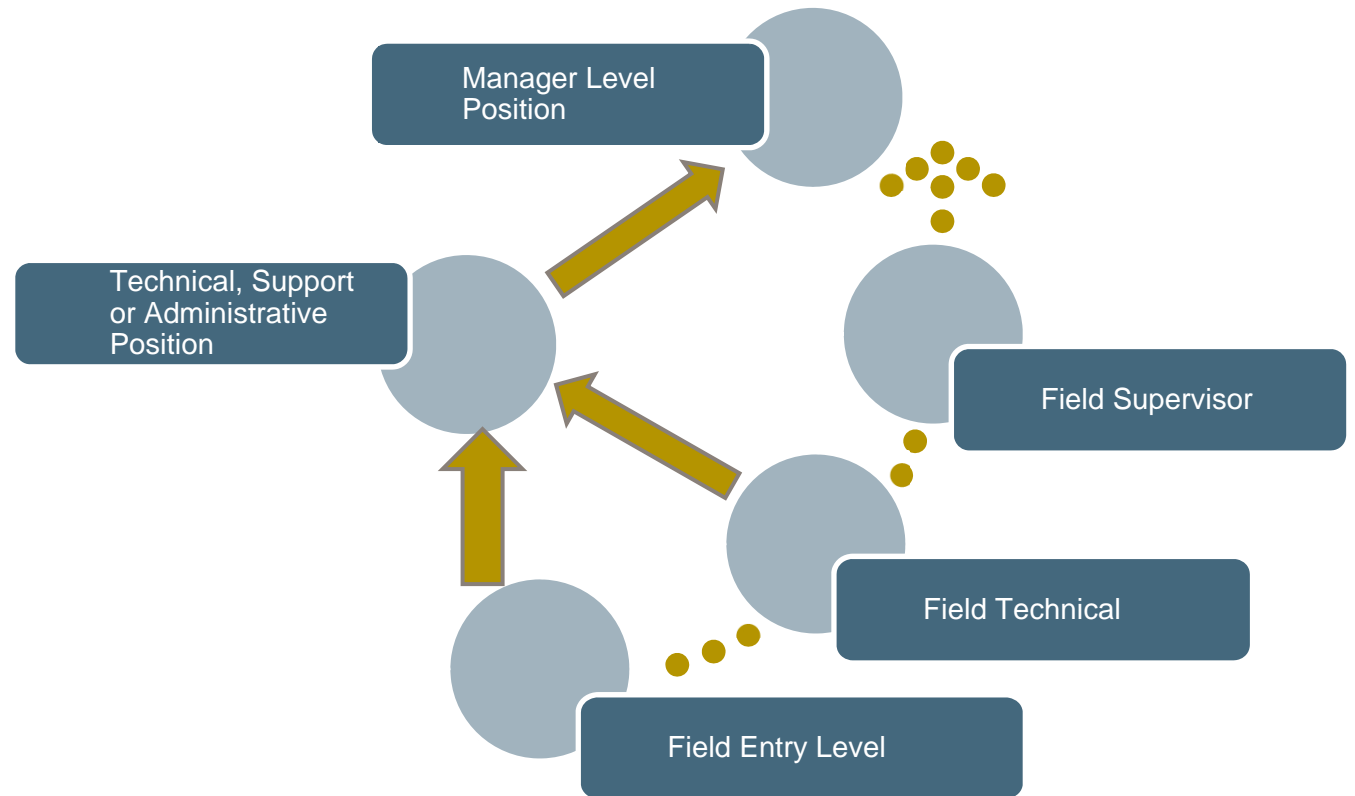 Manager Level
Position
Technical, Support
or Administrative
Position
Field Supervisor
Field Technical
Field Entry Level